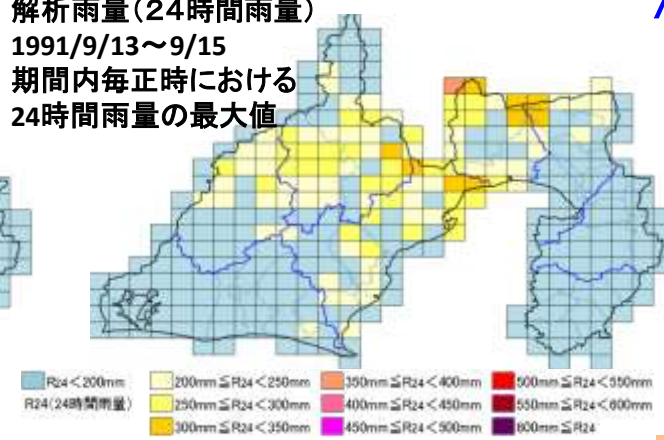 解析雨量(24時間雨量)
1991/9/13～9/15
期間内毎正時における
24時間雨量の最大値
R24＜200mm
200mm≦R24＜250mm
350mm≦R24＜400mm
500mm≦R24＜550mm
R24(24時間雨量)
250mm≦R24＜300mm
400mm≦R24＜450mm
550mm≦R24＜600mm
300mm≦R24＜350mm
450mm≦R24＜500mm
600mm≦R24